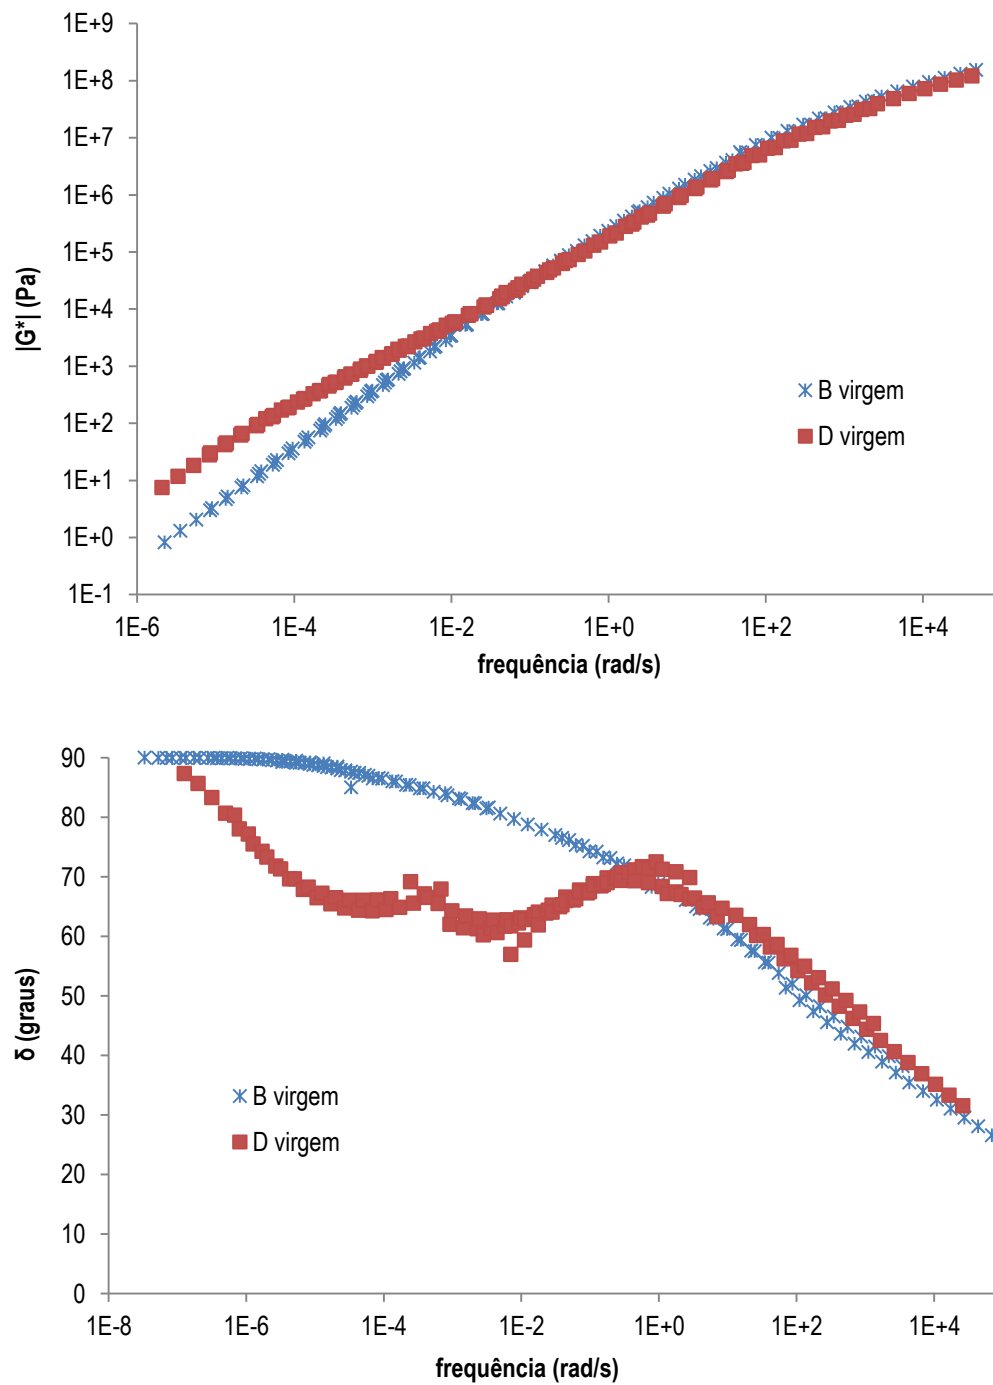 1E+9
1E+8
1E+7
1E+6
1E+5
1E+4
1E+3
1E+2
1E+1
1E+0
1E-1
|G*| (Pa)
B virgem
D virgem
1E-6
1E-4
1E-2
1E+0
1E+2
1E+4
frequência (rad/s)
90
80
70
60
50
40
30
20
10
0
δ (graus)
B virgem
D virgem
1E-8
1E-6
1E-4
1E-2
1E+0
1E+2
1E+4
frequência (rad/s)